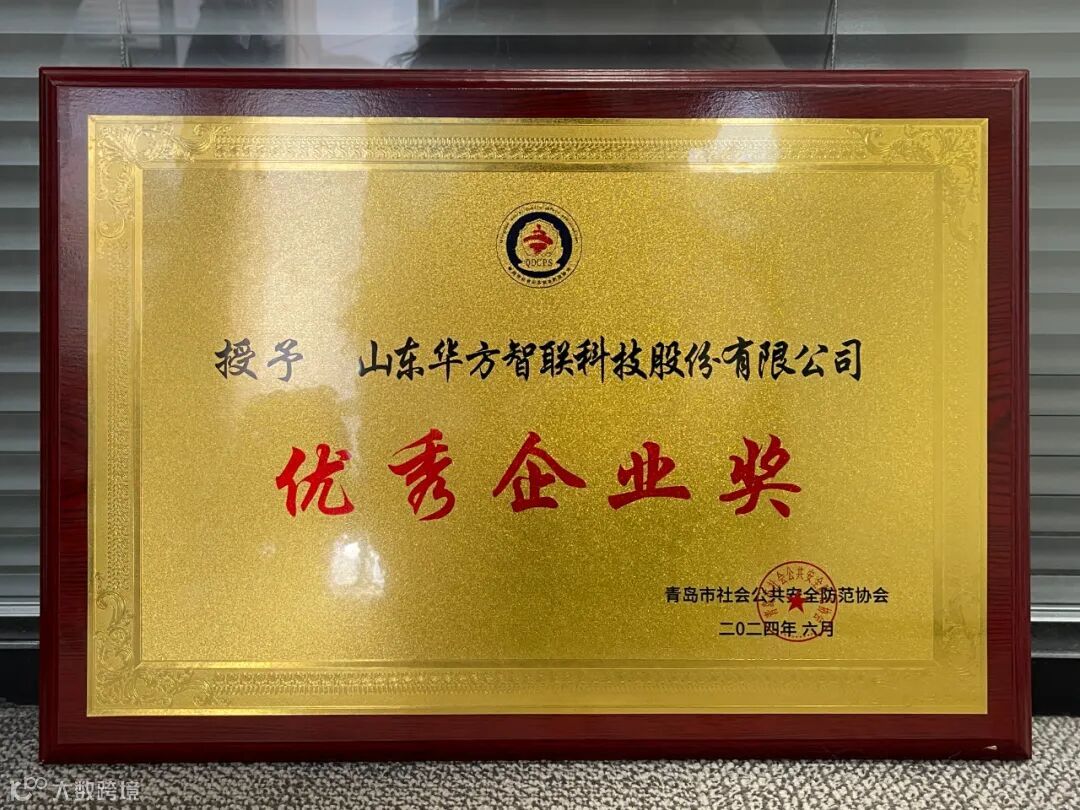 QDCPS
授予 山东华方智联科技股份有限公司
优秀企业奖
青岛市社会公共安全防范协会
二〇二四年 六月
大数跨境